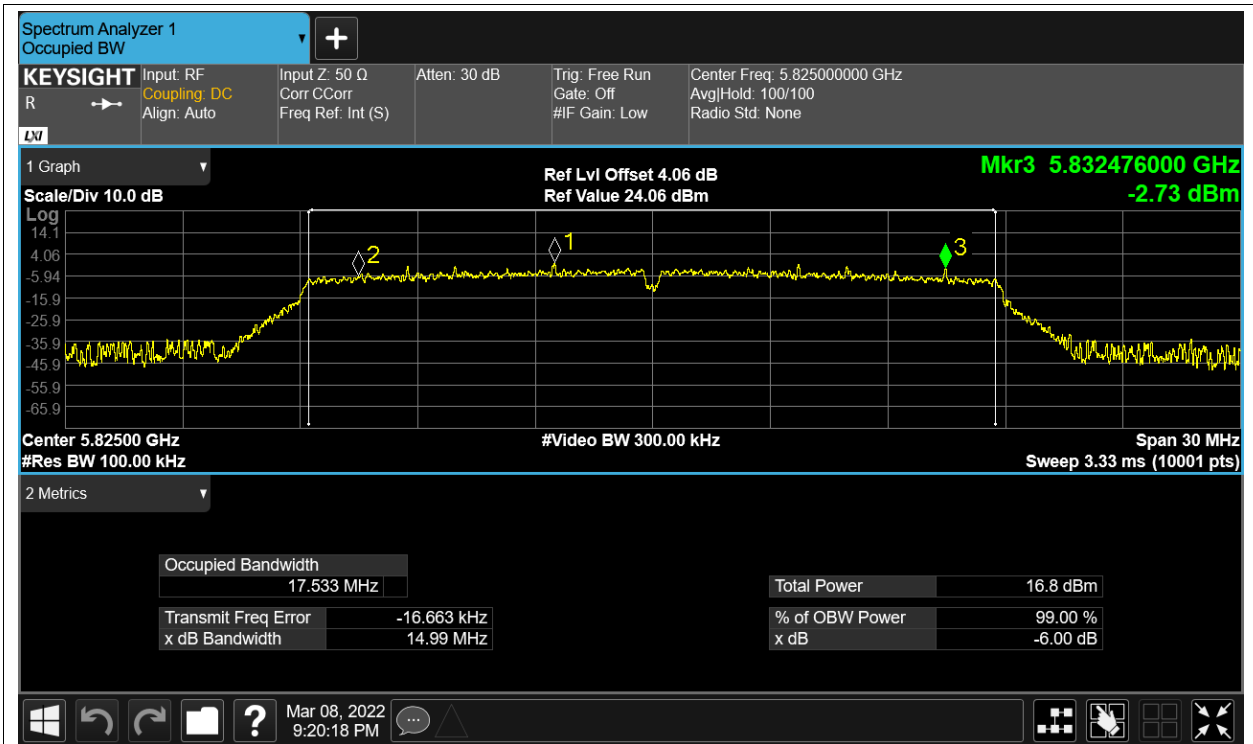 Spectrum Analyzer 1
Occupied BW
KEYSIGHT
R
LXI
Input: RF
Coupling: DC
Align: Auto
Input Z: 50 Ω
Corr CCorr
Freq Ref: Int (S)
Atten: 30 dB
Trig: Free Run
Gate: Off
#IF Gain: Low
Center Freq: 5.825000000 GHz
Avg|Hold: 100/100
Radio Std: None
1 Graph
Scale/Div 10.0 dB
Ref Lvl Offset 4.06 dB
Ref Value 24.06 dBm
Mkr3 5.832476000 GHz
-2.73 dBm
Log
14.1
4.06
-5.94
-15.9
-25.9
-35.9
-45.9
-55.9
-65.9
2
1
3
Center 5.82500 GHz
#Video BW 300.00 kHz
Span 30 MHz
#Res BW 100.00 kHz
Sweep 3.33 ms (10001 pts)
2 Metrics
Occupied Bandwidth
17.533 MHz
Total Power 16.8 dBm
Transmit Freq Error -16.663 kHz
% of OBW Power 99.00 %
x dB Bandwidth 14.99 MHz
x dB -6.00 dB
?
Mar 08, 2022
9:20:18 PM